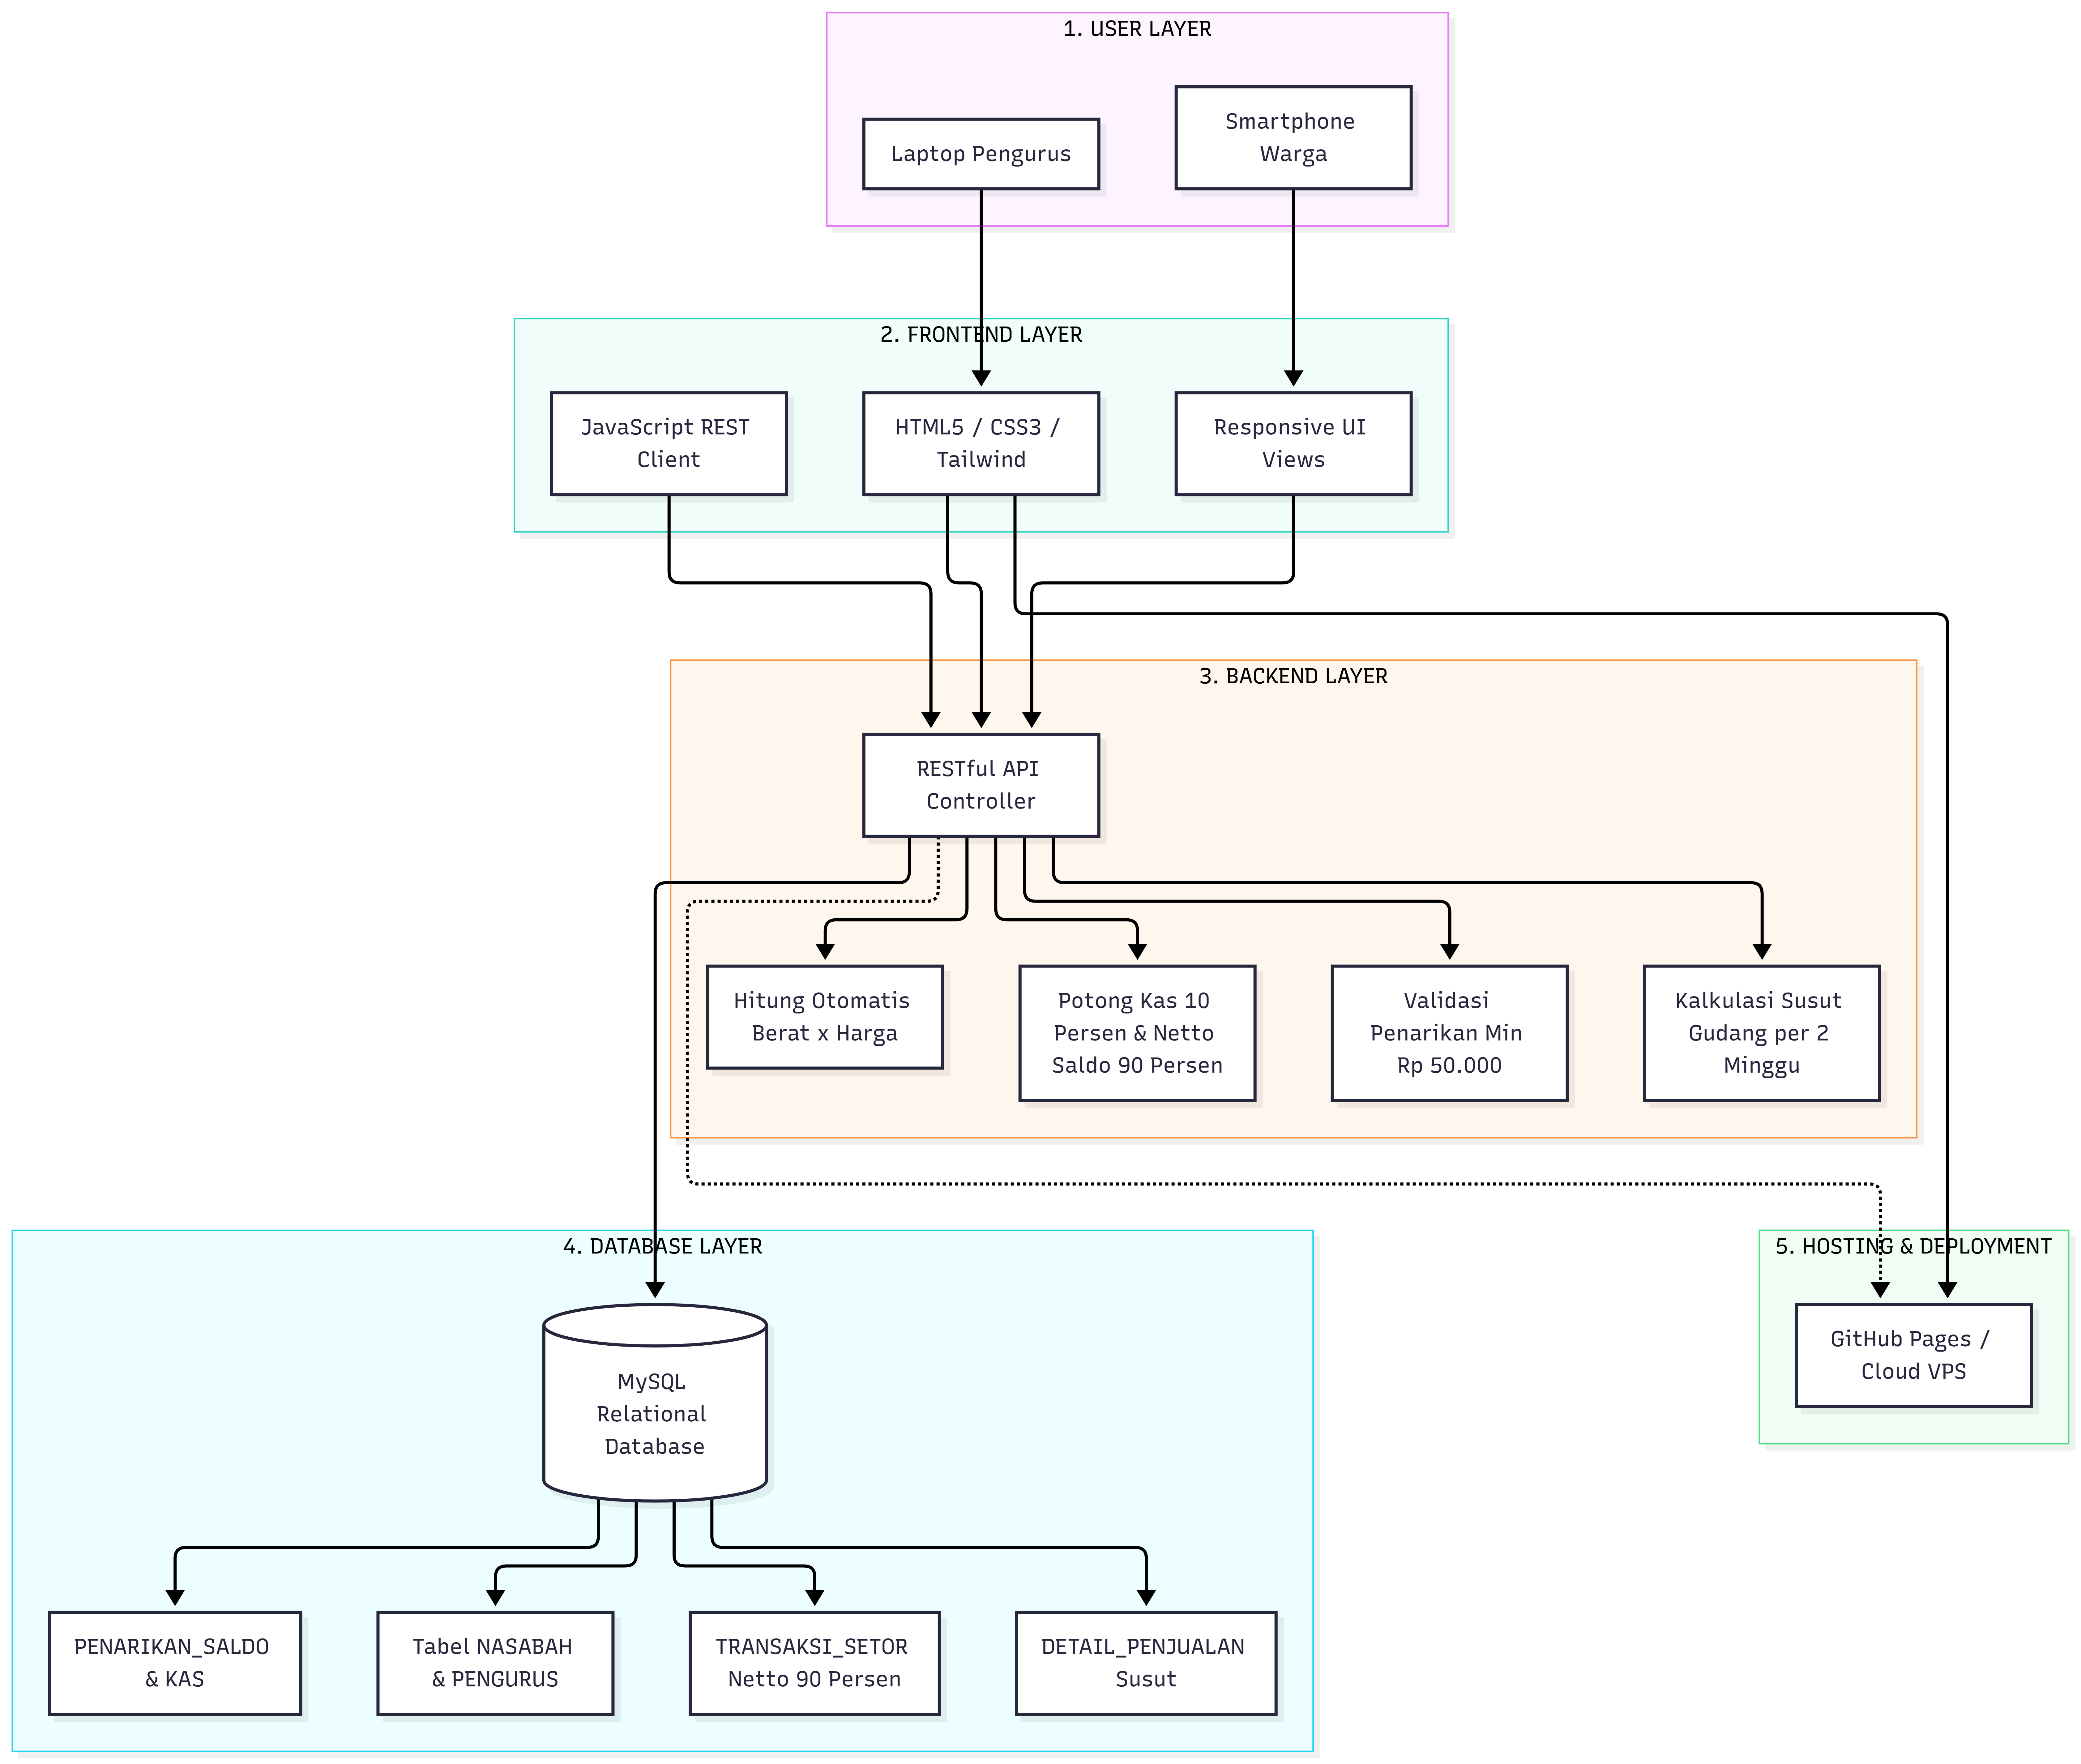 1. USER LAYER
Laptop Pengurus
Smartphone
Warga
2. FRONTEND LAYER
JavaScript REST
Client
HTML5 / CSS3 /
Tailwind
Responsive UI
Views
3. BACKEND LAYER
RESTful API
Controller
Hitung Otomatis
Berat x Harga
Potong Kas 10
Persen & Netto
Saldo 90 Persen
Validasi
Penarikan Min
Rp 50.000
Kalkulasi Susut
Gudang per 2
Minggu
4. DATABASE LAYER
MySQL
Relational
Database
PENARIKAN_SALDO
& KAS
Tabel NASABAH
& PENGURUS
TRANSAKSI_SETOR
Netto 90 Persen
DETAIL_PENJUALAN
Susut
5. HOSTING & DEPLOYMENT
GitHub Pages /
Cloud VPS